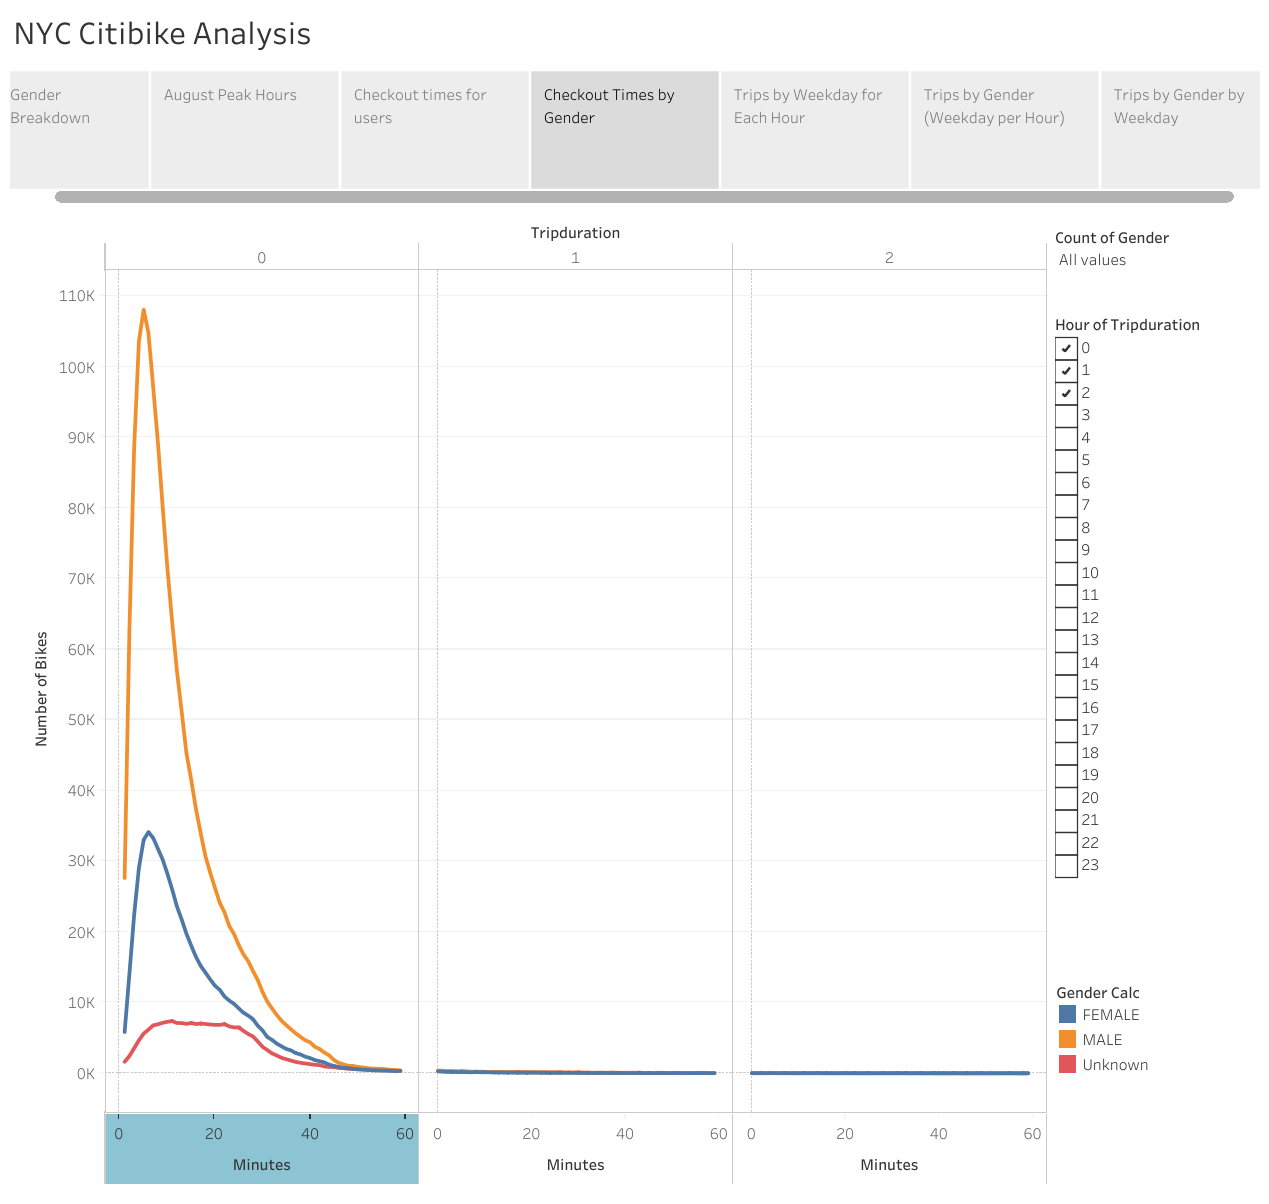 NYC Citibike Analysis
Gender
Breakdown
August Peak Hours
Checkout times for
users
Checkout Times by
Gender
Trips by Weekday for
Each Hour
Trips by Gender
(Weekday per Hour)
Trips by Gender by
Weekday
Tripduration
0
1
2
Number of Bikes
110K
100K
90K
80K
70K
60K
50K
40K
30K
20K
10K
0K
0 20 40 60
0 20 40 60
0 20 40 60
Minutes
Minutes
Minutes
Count of Gender
All values
Hour of Tripduration
0
1
2
3
4
5
6
7
8
9
10
11
12
13
14
15
16
17
18
19
20
21
22
23
Gender Calc
FEMALE
MALE
Unknown